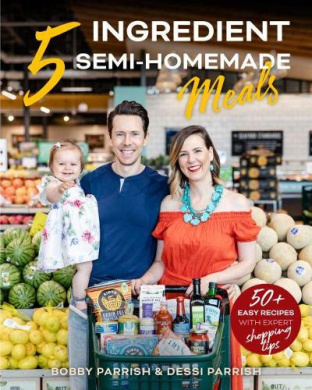 5 INGREDIENT
SEMI-HOMEMADE
Meals
50+
EASY RECIPES
WITH EXPERT
shopping
tips
BOBBY PARRISH & DESSI PARRISH